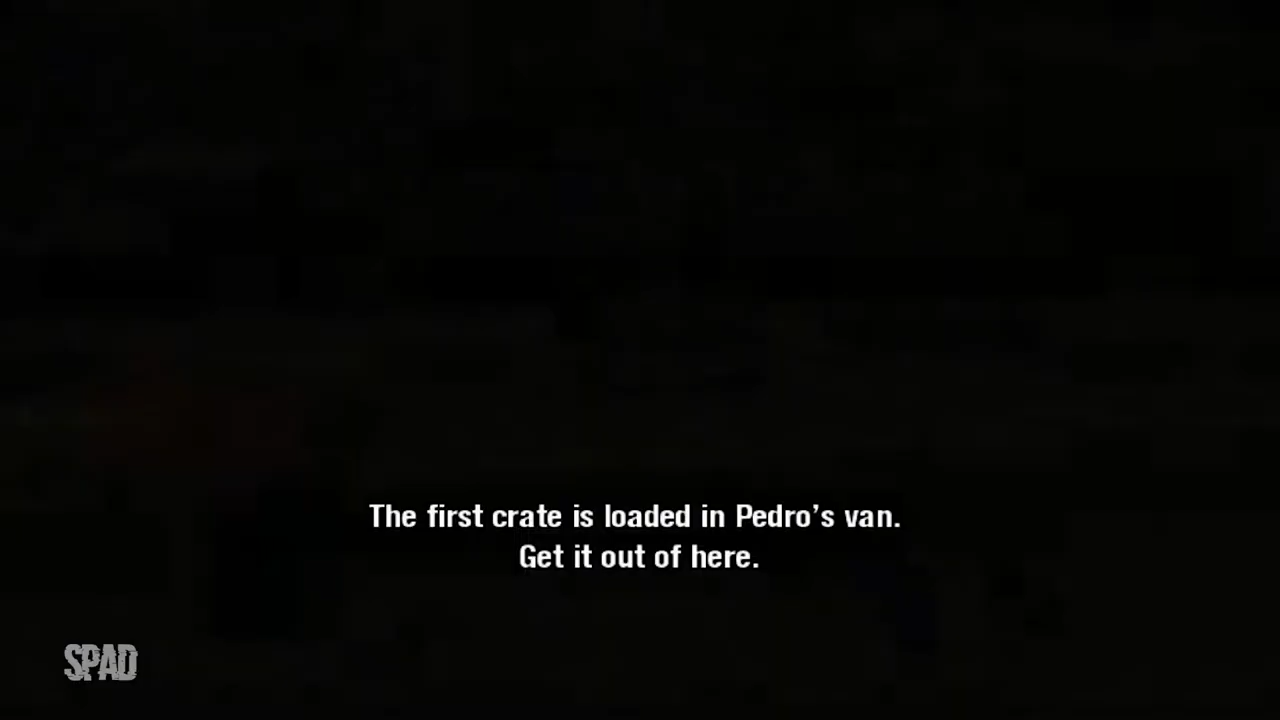 The first crate is loaded in Pedro's van.
Get it out of here.
SPAD